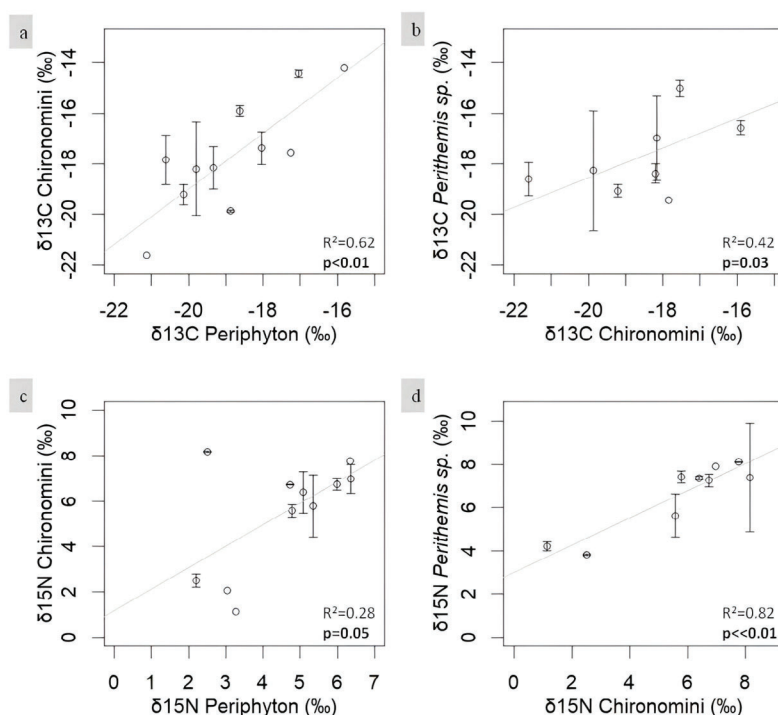 a
δ13C Chironomini (‰)
-14
-16
-18
-20
-22
R²=0.62
p<0.01
-22 -21 -20 -19 -18 -17 -16 -15
δ13C Periphyton (‰)
b
δ13C Perithemis sp. (‰)
-14
-16
-18
-20
-22
R²=0.42
p=0.03
-22 -20 -18 -16
δ13C Chironomini (‰)
c
δ15N Chironomini (‰)
10
8
6
4
2
0
R²=0.28
p=0.05
0 1 2 3 4 5 6 7
δ15N Periphyton (‰)
d
δ15N Perithemis sp. (‰)
10
8
6
4
2
0
R²=0.82
p<<0.01
0 2 4 6 8
δ15N Chironomini (‰)